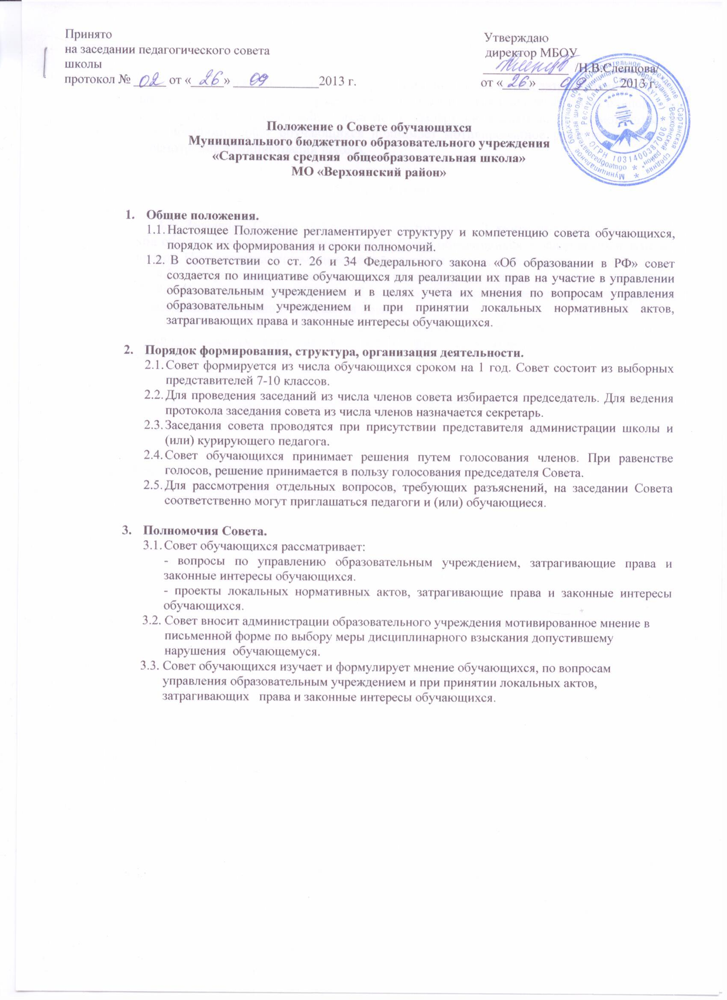 Принято
на заседании педагогического совета
школы
протокол № 02 от «26» 09 2013 г.
Утверждаю
директор МБОУ
/Н.В.Слепцова/
от «26» 09 2013 г.
Муниципальное бюджетное общеобразовательное учреждение "Сартанская средняя
общеобразовательная школа" муниципального образования "Верхоянский район"
Республики Саха (Якутия) * ОГРН 1031400387006 *
Положение о Совете обучающихся
Муниципального бюджетного образовательного учреждения
«Сартанская средняя общеобразовательная школа»
МО «Верхоянский район»
1. Общие положения.
1.1. Настоящее Положение регламентирует структуру и компетенцию совета обучающихся,
порядок их формирования и сроки полномочий.
1.2. В соответствии со ст. 26 и 34 Федерального закона «Об образовании в РФ» совет
создается по инициативе обучающихся для реализации их прав на участие в управлении
образовательным учреждением и в целях учета их мнения по вопросам управления
образовательным учреждением и при принятии локальных нормативных актов,
затрагивающих права и законные интересы обучающихся.
2. Порядок формирования, структура, организация деятельности.
2.1. Совет формируется из числа обучающихся сроком на 1 год. Совет состоит из выборных
представителей 7-10 классов.
2.2. Для проведения заседаний из числа членов совета избирается председатель. Для ведения
протокола заседания совета из числа членов назначается секретарь.
2.3. Заседания совета проводятся при присутствии представителя администрации школы и
(или) курирующего педагога.
2.4. Совет обучающихся принимает решения путем голосования членов. При равенстве
голосов, решение принимается в пользу голосования председателя Совета.
2.5. Для рассмотрения отдельных вопросов, требующих разъяснений, на заседании Совета
соответственно могут приглашаться педагоги и (или) обучающиеся.
3. Полномочия Совета.
3.1. Совет обучающихся рассматривает:
- вопросы по управлению образовательным учреждением, затрагивающие права и
законные интересы обучающихся.
- проекты локальных нормативных актов, затрагивающие права и законные интересы
обучающихся.
3.2. Совет вносит администрации образовательного учреждения мотивированное мнение в
письменной форме по выбору меры дисциплинарного взыскания допустившему
нарушения обучающемуся.
3.3. Совет обучающихся изучает и формулирует мнение обучающихся, по вопросам
управления образовательным учреждением и при принятии локальных актов,
затрагивающих права и законные интересы обучающихся.